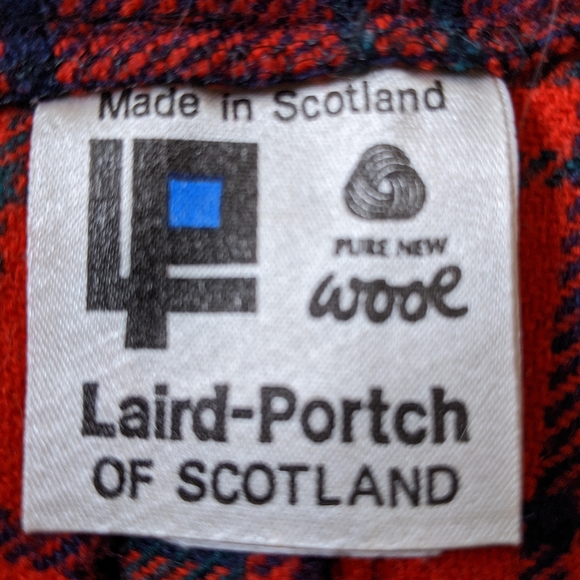 Made in Scotland
PURE NEW
wool
Laird-Portch
OF SCOTLAND